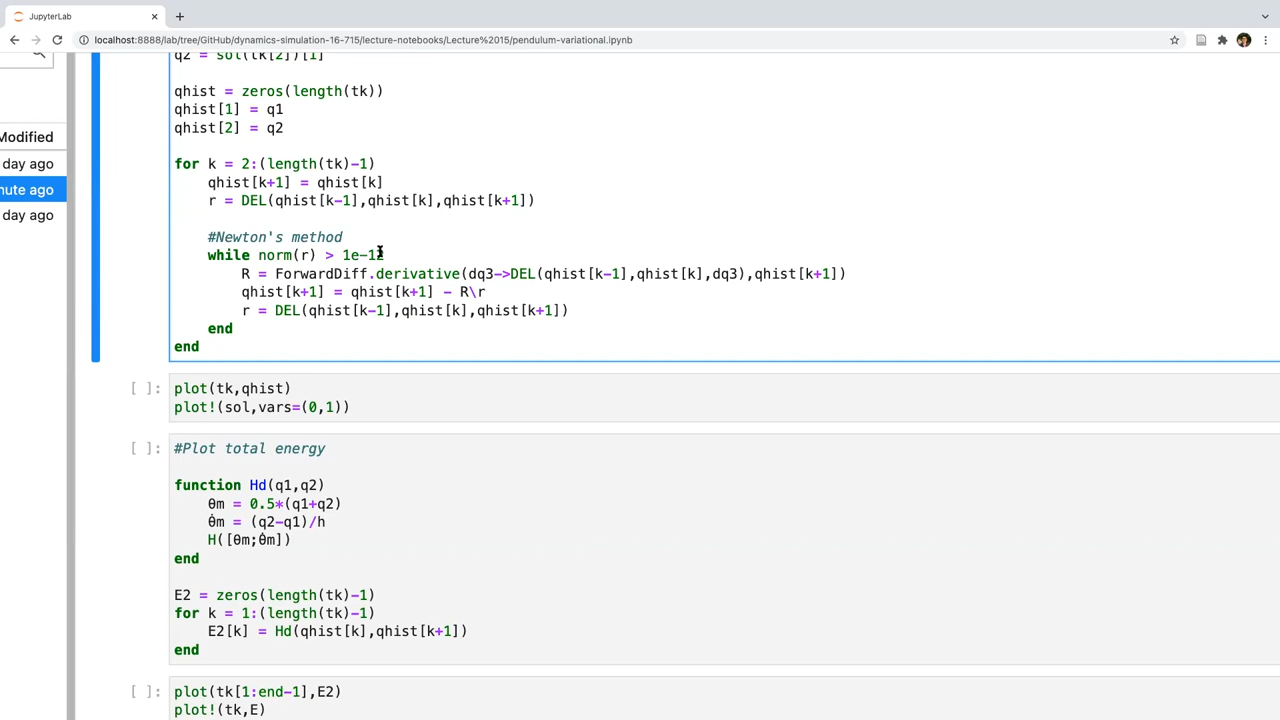 JupyterLab
localhost:8888/lab/tree/GitHub/dynamics-simulation-16-715/lecture-notebooks/Lecture%2015/pendulum-variational.ipynb
q2 = sol(tk[2])[1]
qhist = zeros(length(tk))
qhist[1] = q1
Modified
qhist[2] = q2
day ago
for k = 2:(length(tk)-1)
nute ago
qhist[k+1] = qhist[k]
r = DEL(qhist[k-1],qhist[k],qhist[k+1])
day ago
#Newton's method
while norm(r) > 1e-12
R = ForwardDiff.derivative(dq3->DEL(qhist[k-1],qhist[k],dq3),qhist[k+1])
qhist[k+1] = qhist[k+1] - R\r
r = DEL(qhist[k-1],qhist[k],qhist[k+1])
end
end
[ ]: plot(tk,qhist)
plot!(sol,vars=(0,1))
[ ]: #Plot total energy
function Hd(q1,q2)
θm = 0.5*(q1+q2)
θ̇m = (q2-q1)/h
H([θm;θ̇m])
end
E2 = zeros(length(tk)-1)
for k = 1:(length(tk)-1)
E2[k] = Hd(qhist[k],qhist[k+1])
end
[ ]: plot(tk[1:end-1],E2)
plot!(tk,E)